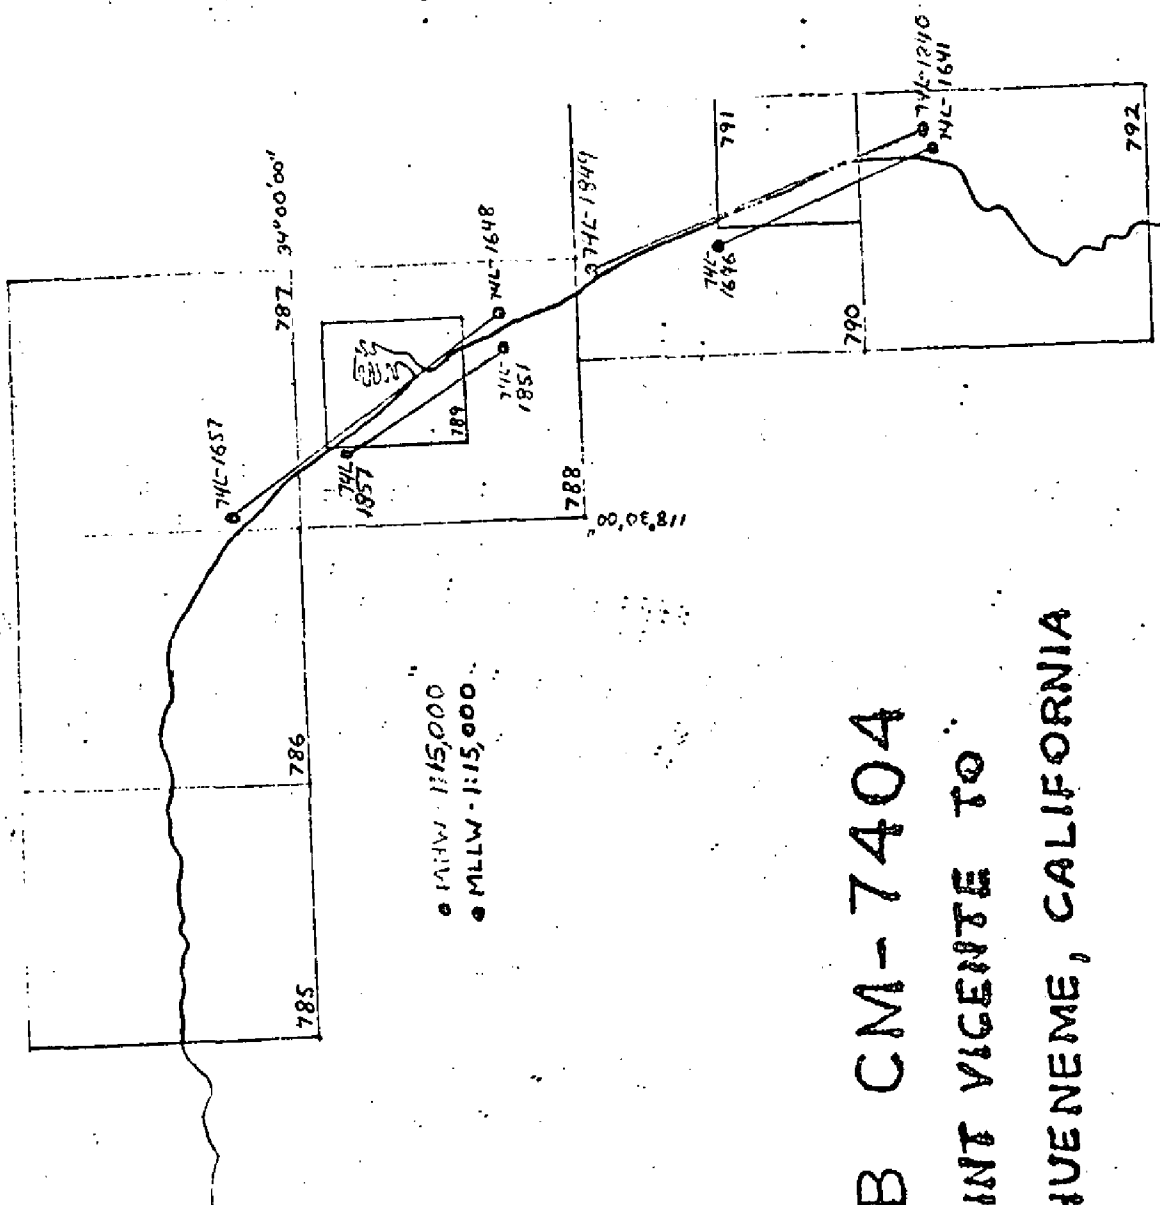 74L-1240
74L-1641
791
792
34°00'00"
787
74L-1849
74L-1648
74L
1696
790
74L
1851
789
74L-1657
74L
1857
788
118°30'00"
786
785
MHW - 1:15,000
MLLW - 1:15,000
B CM-7404
INT VICENTE TO
HUENEME, CALIFORNIA